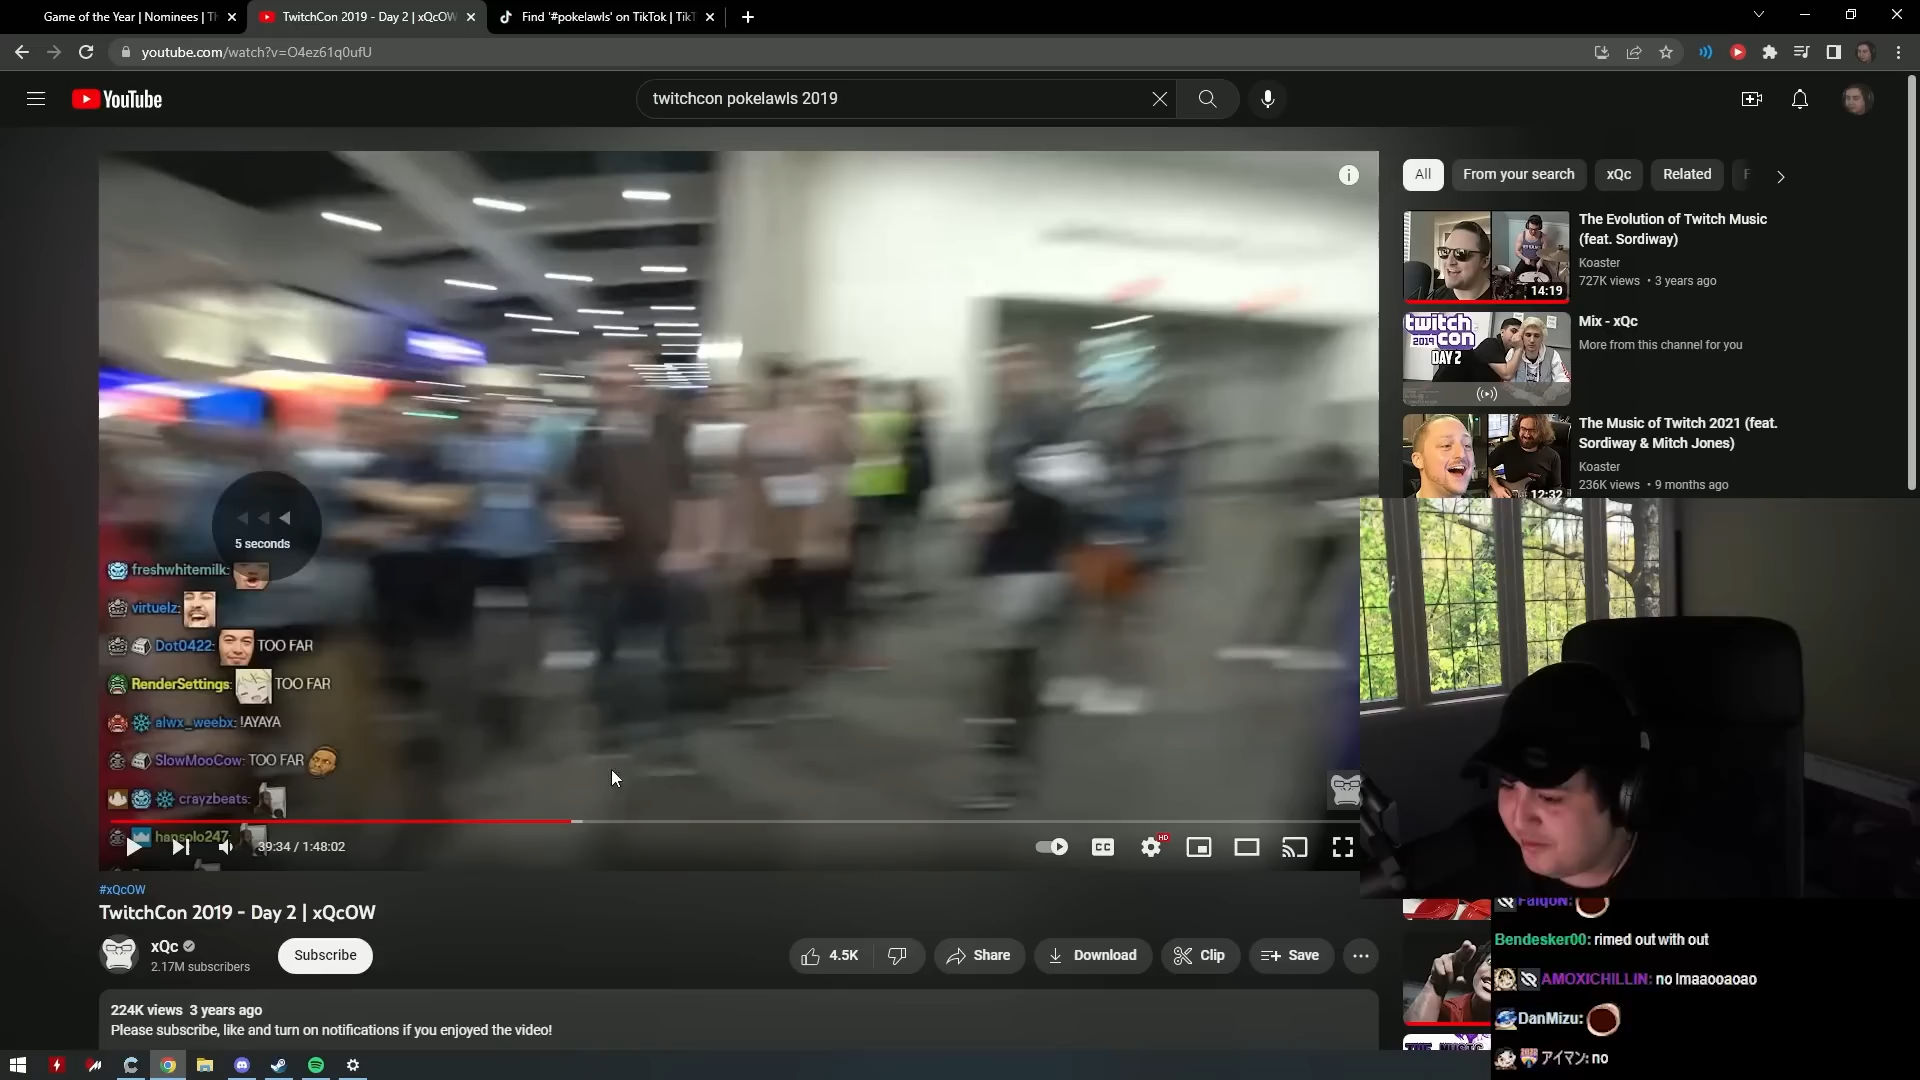 Game of the Year | Nominees | Th
TwitchCon 2019 - Day 2 | xQcOW
Find '#pokelawls' on TikTok | TikT
youtube.com/watch?v=O4ez61q0ufU
YouTube
twitchcon pokelawls 2019
All
From your search
xQc
Related
F
The Evolution of Twitch Music
(feat. Sordiway)
Koaster
727K views • 3 years ago
14:19
Mix - xQc
More from this channel for you
twitch
con
2019
DAY 2
The Music of Twitch 2021 (feat.
Sordiway & Mitch Jones)
Koaster
236K views • 9 months ago
12:32
5 seconds
freshwhitemilk:
virtuelz:
Dot0422: TOO FAR
RenderSettings: TOO FAR
alwx_weebx: !AYAYA
SlowMooCow: TOO FAR
crayzbeats:
hansolo247:
39:34 / 1:48:02
CC
HD
#xQcOW
TwitchCon 2019 - Day 2 | xQcOW
xQc
2.17M subscribers
Subscribe
4.5K
Share
Download
Clip
Save
224K views 3 years ago
Please subscribe, like and turn on notifications if you enjoyed the video!
FalqoN:
Bendesker00: rimed out with out
AMOXICHILLIN: no lmaaooaoao
DanMizu:
アイマン: no
THE MUSIC